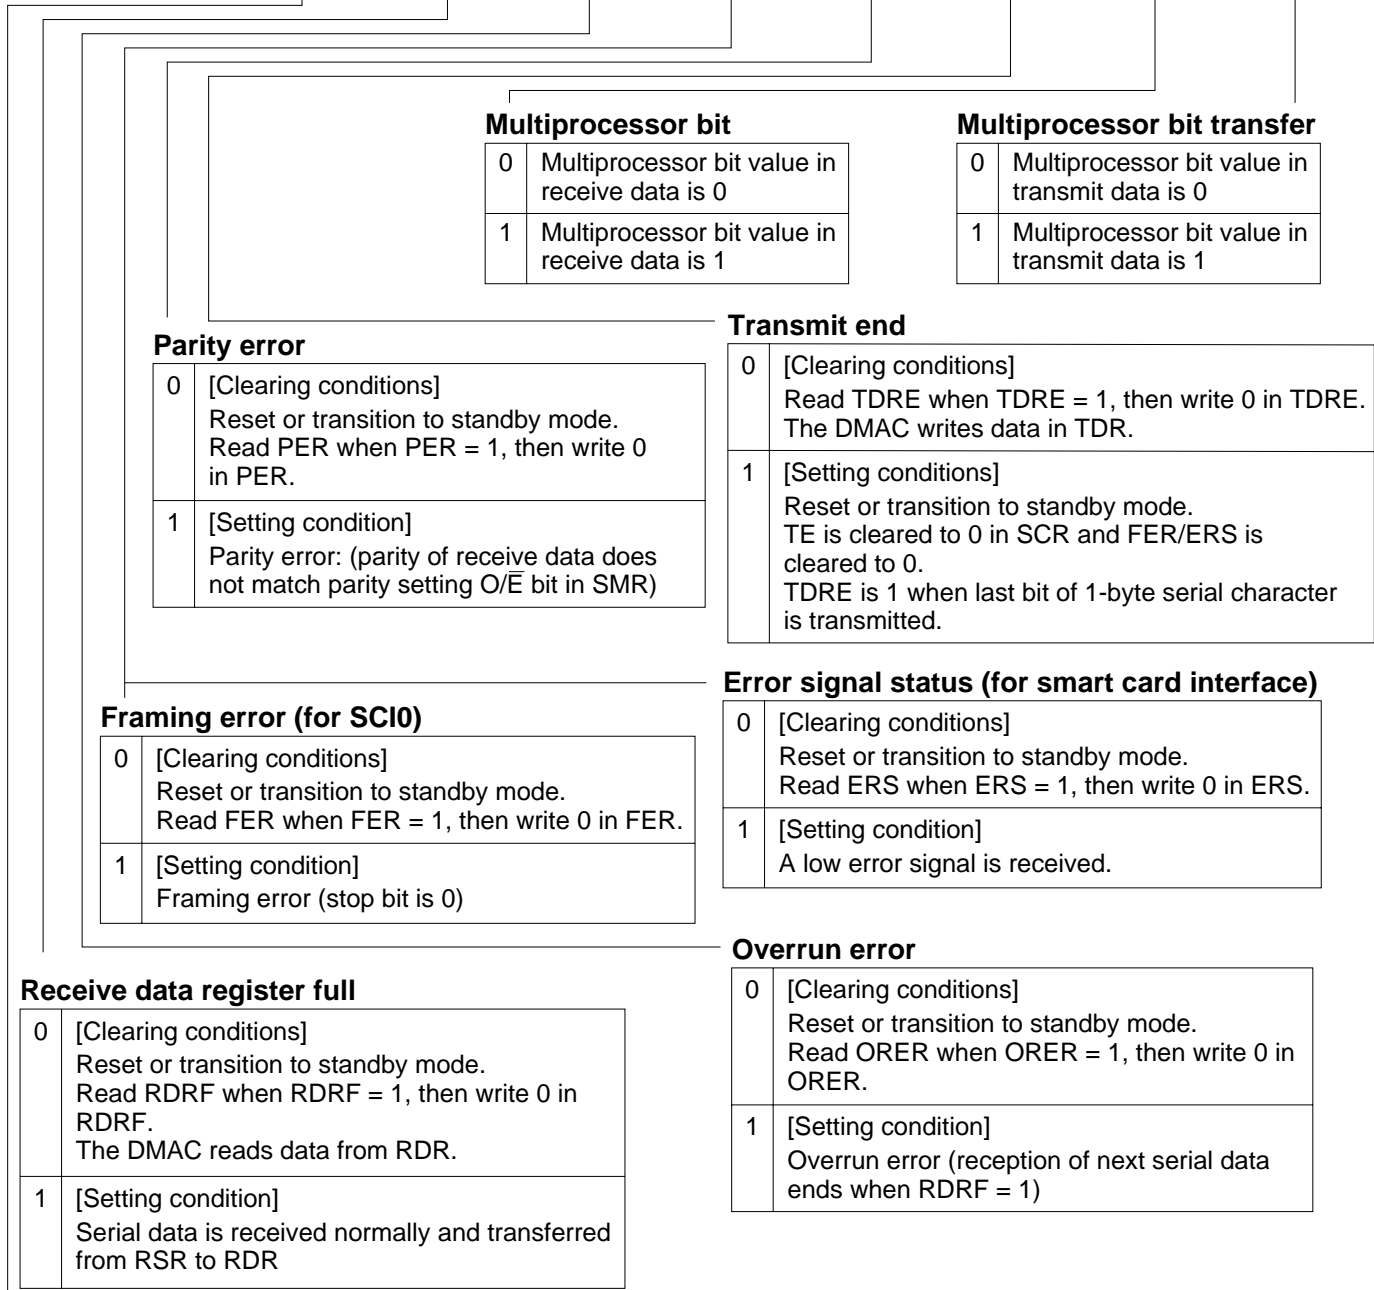 Multiprocessor bit
0 Multiprocessor bit value in
receive data is 0
1 Multiprocessor bit value in
receive data is 1
Multiprocessor bit transfer
0 Multiprocessor bit value in
transmit data is 0
1 Multiprocessor bit value in
transmit data is 1
Parity error
0 [Clearing conditions]
Reset or transition to standby mode.
Read PER when PER = 1, then write 0
in PER.
1 [Setting condition]
Parity error: (parity of receive data does
not match parity setting O/E̅ bit in SMR)
Transmit end
0 [Clearing conditions]
Read TDRE when TDRE = 1, then write 0 in TDRE.
The DMAC writes data in TDR.
1 [Setting conditions]
Reset or transition to standby mode.
TE is cleared to 0 in SCR and FER/ERS is
cleared to 0.
TDRE is 1 when last bit of 1-byte serial character
is transmitted.
Framing error (for SCI0)
0 [Clearing conditions]
Reset or transition to standby mode.
Read FER when FER = 1, then write 0 in FER.
1 [Setting condition]
Framing error (stop bit is 0)
Error signal status (for smart card interface)
0 [Clearing conditions]
Reset or transition to standby mode.
Read ERS when ERS = 1, then write 0 in ERS.
1 [Setting condition]
A low error signal is received.
Receive data register full
0 [Clearing conditions]
Reset or transition to standby mode.
Read RDRF when RDRF = 1, then write 0 in
RDRF.
The DMAC reads data from RDR.
1 [Setting condition]
Serial data is received normally and transferred
from RSR to RDR
Overrun error
0 [Clearing conditions]
Reset or transition to standby mode.
Read ORER when ORER = 1, then write 0 in
ORER.
1 [Setting condition]
Overrun error (reception of next serial data
ends when RDRF = 1)